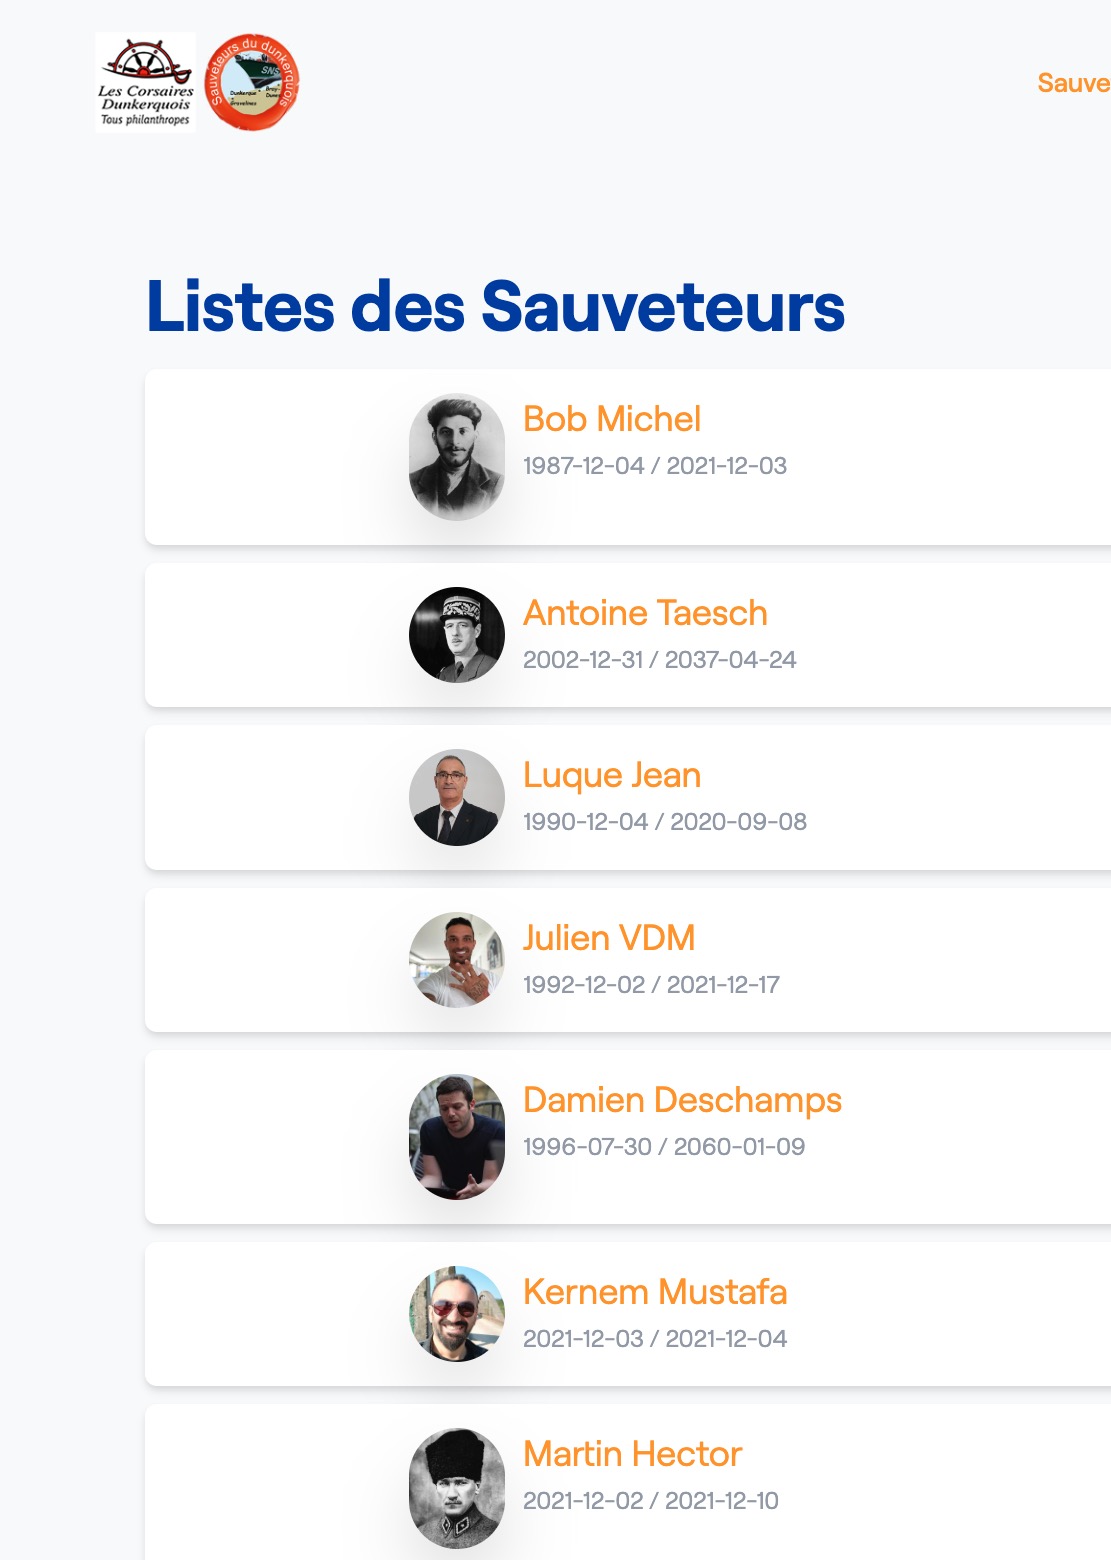 Les Corsaires
Dunkerquois
Tous philanthropes
Sauveteurs du dunkerquois
SNS
Dunkerque
Bray-
Dunes
Gravelines
Sauve
Listes des Sauveteurs
Bob Michel
1987-12-04 / 2021-12-03
Antoine Taesch
2002-12-31 / 2037-04-24
Luque Jean
1990-12-04 / 2020-09-08
Julien VDM
1992-12-02 / 2021-12-17
Damien Deschamps
1996-07-30 / 2060-01-09
Kernem Mustafa
2021-12-03 / 2021-12-04
Martin Hector
2021-12-02 / 2021-12-10